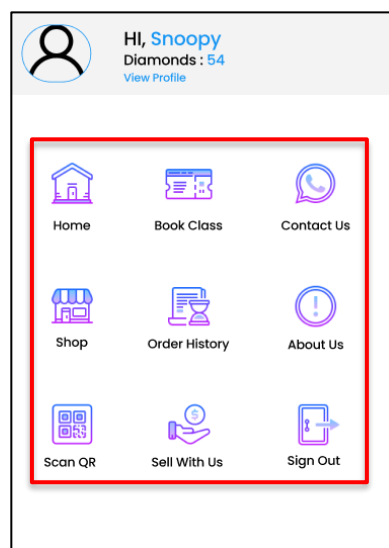 HI, Snoopy
Diamonds : 54
View Profile
Home Book Class Contact Us
Shop Order History About Us
Scan QR Sell With Us Sign Out